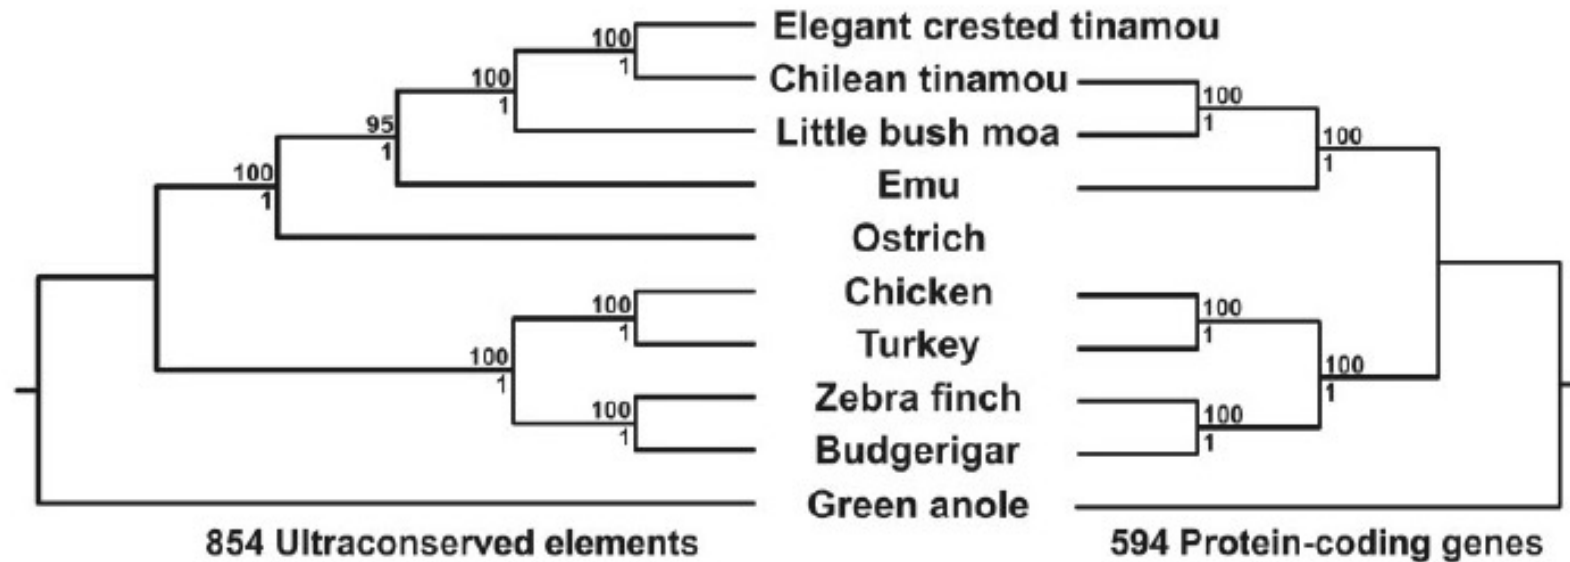 100
1
Elegant crested tinamou
100
1
Chilean tinamou
100
1
95
1
Little bush moa
100
1
100
1
Emu
Ostrich
100
1
Chicken
100
1
100
1
Turkey
100
1
100
1
Zebra finch
100
1
Budgerigar
Green anole
854 Ultraconserved elements
594 Protein-coding genes